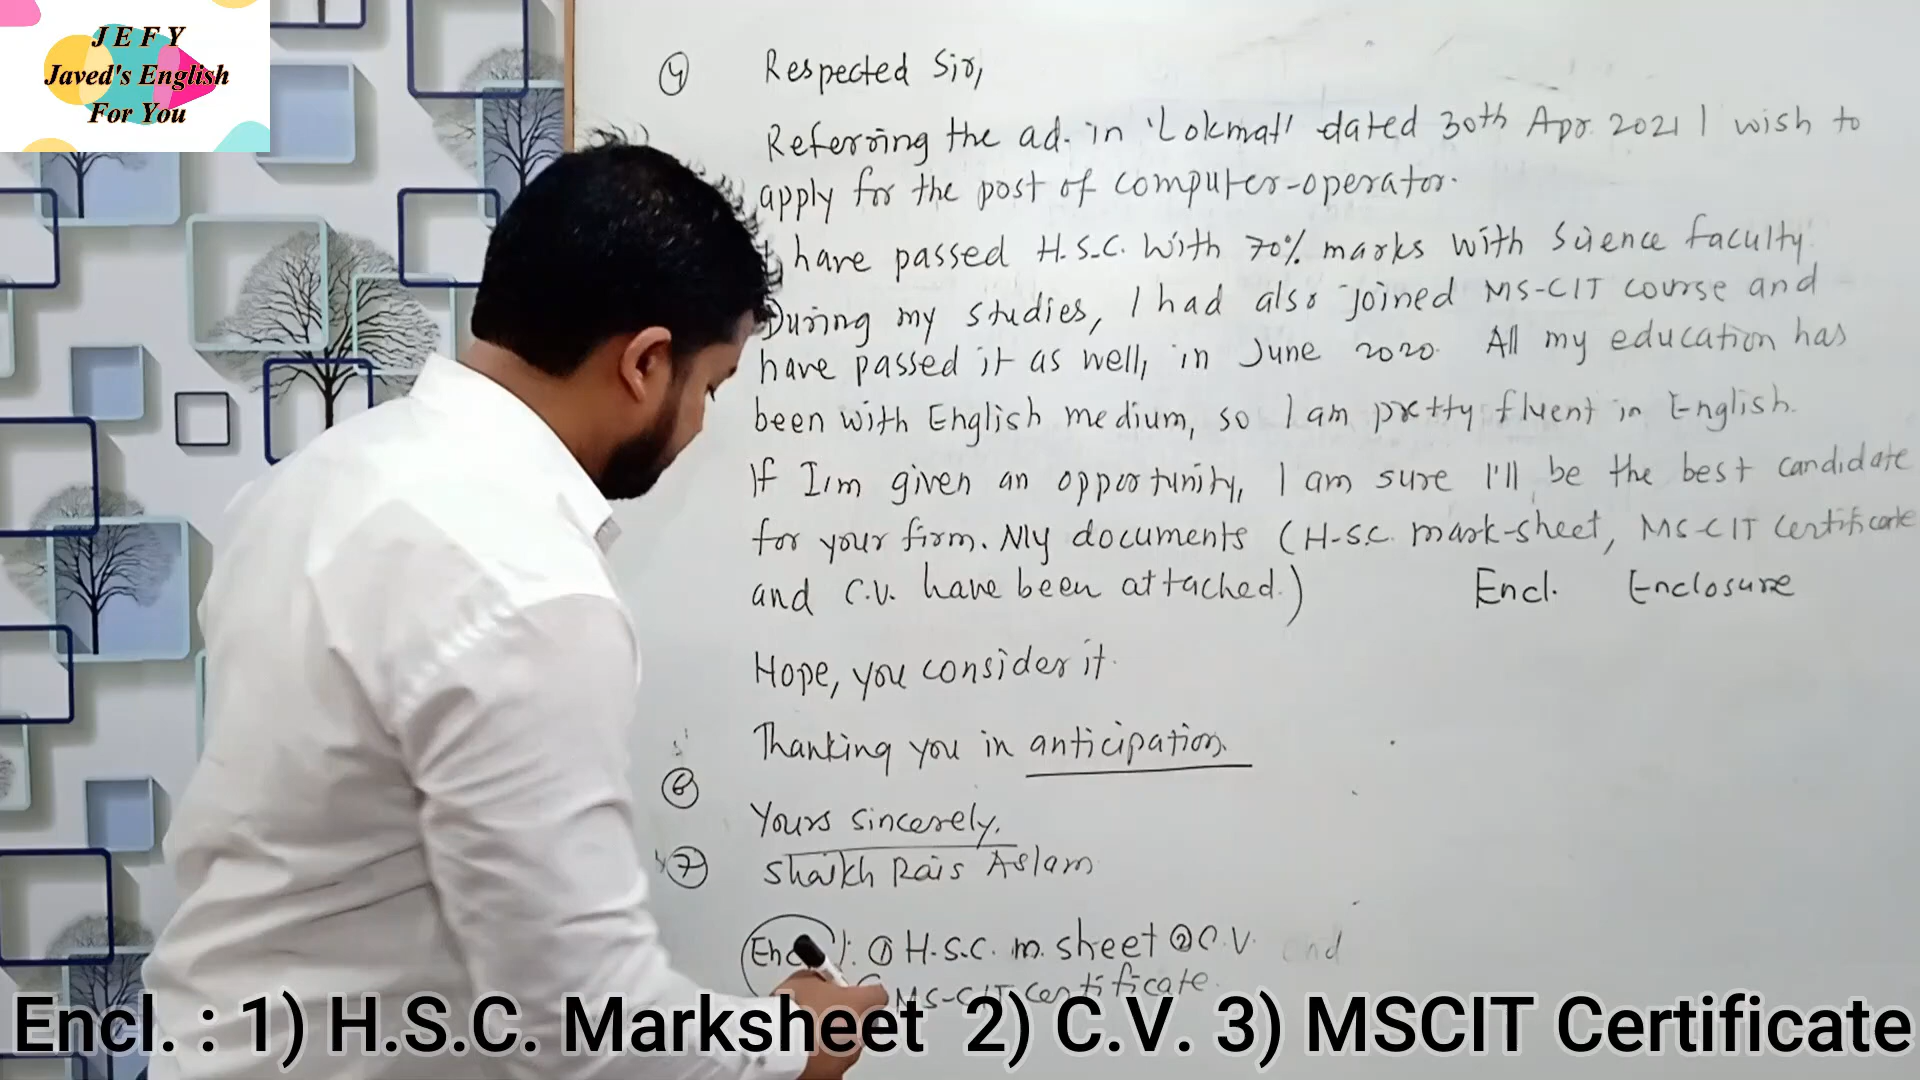 JEFY
Javed's English
For You
4 Respected Sir,
Referring the ad. in 'Lokmat' dated 30th Apr. 2021 I wish to
apply for the post of computer-operator.
I have passed H.S.C. with 70% marks with Science faculty.
During my studies, I had also joined MS-CIT course and
have passed it as well, in June 2020. All my education has
been with English medium, so I am pretty fluent in English.
If I'm given an opportunity, I am sure I'll be the best candidate
for your firm. My documents (H.S.C. mark-sheet, MS-CIT Certificate
and C.V. have been attached.) Encl. Enclosure
Hope, you consider it.
Thanking you in anticipation.
6
Yours sincerely,
7 Shaikh Rais Aslam
Encl: 1 H.S.C. m. sheet 2 C.V. and
MS-CIT certificate.
Encl. : 1) H.S.C. Marksheet 2) C.V. 3) MSCIT Certificate